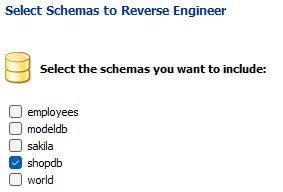 Select Schemas to Reverse Engineer
Select the schemas you want to include:
employees
modeldb
sakila
shopdb
world